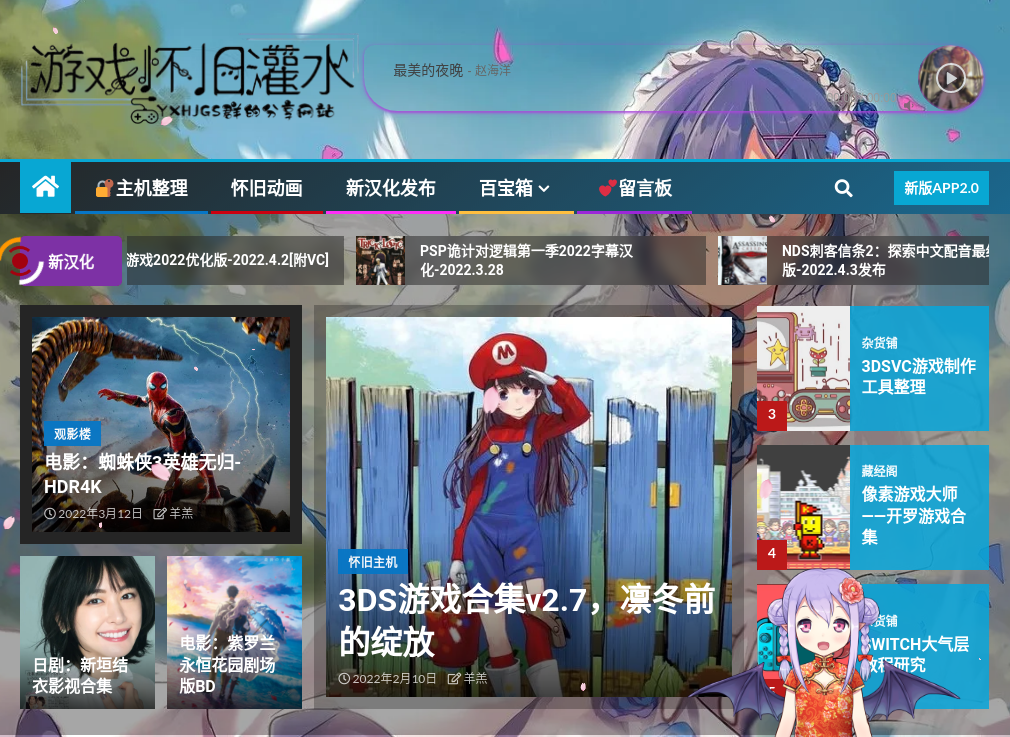 游戏怀旧灌水
YXHJGS群的分享网站
最美的夜晚 - 赵海洋
主机整理
怀旧动画
新汉化发布
百宝箱
留言板
新版APP2.0
新汉化
游戏2022优化版-2022.4.2[附VC]
PSP诡计对逻辑第一季2022字幕汉
化-2022.3.28
NDS刺客信条2：探索中文配音最
版-2022.4.3发布
观影楼
电影：蜘蛛侠3英雄无归-
HDR4K
2022年3月12日 羊羔
日剧：新垣结
衣影视合集
电影：紫罗兰
永恒花园剧场
版BD
M
怀旧主机
3DS游戏合集v2.7，凛冬前
的绽放
2022年2月10日 羊羔
杂货铺
3DSVC游戏制作
工具整理
3
藏经阁
像素游戏大师
——开罗游戏合
集
4
货铺
SWITCH大气层
教程研究